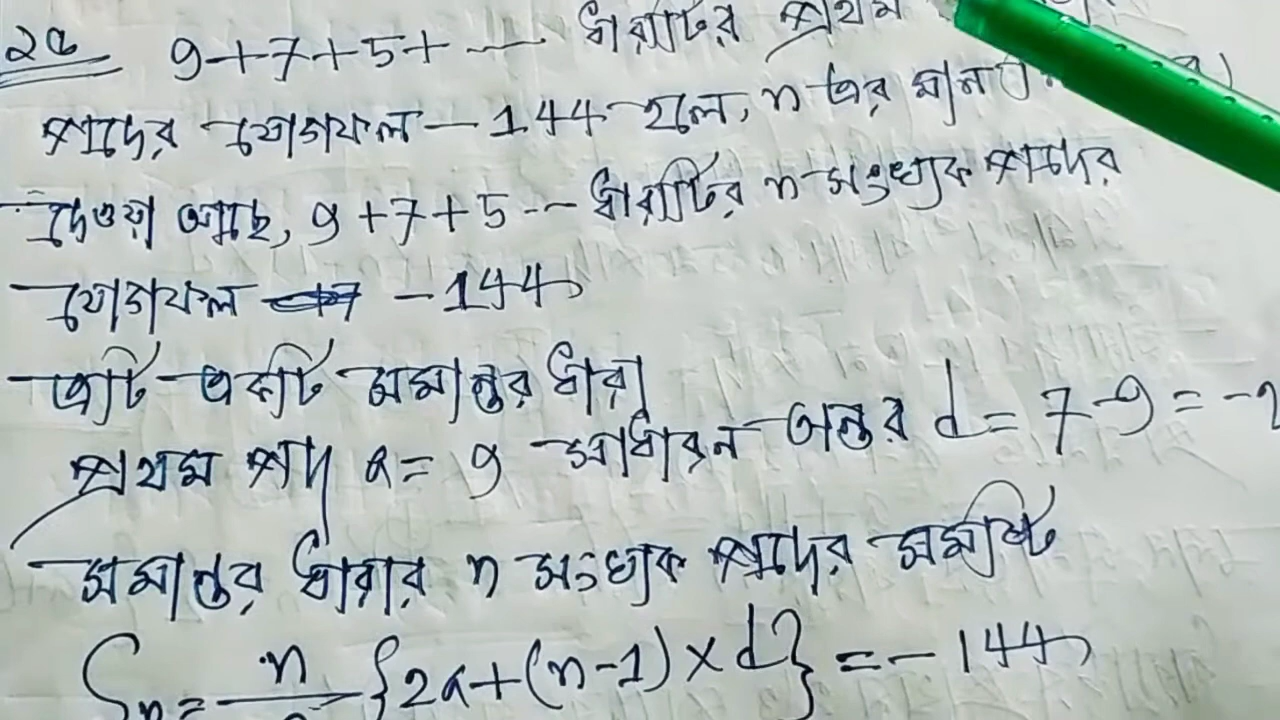 ২৫ 9+7+5+ ...... ধারাটির প্রথম
পদের যোগফল -144 হলে, n এর মান
দেওয়া আছে, 9+7+5 ... ধারাটির n সংখ্যক পদের
যোগফল -144
এটি একটি সমান্তর ধারা
প্রথম পদ a = 9 সাধারন অন্তর d = 7-9 = -2
সমান্তর ধারার n সংখ্যক পদের সমষ্টি
Sn = n {2a+(n-1)×d} = -144